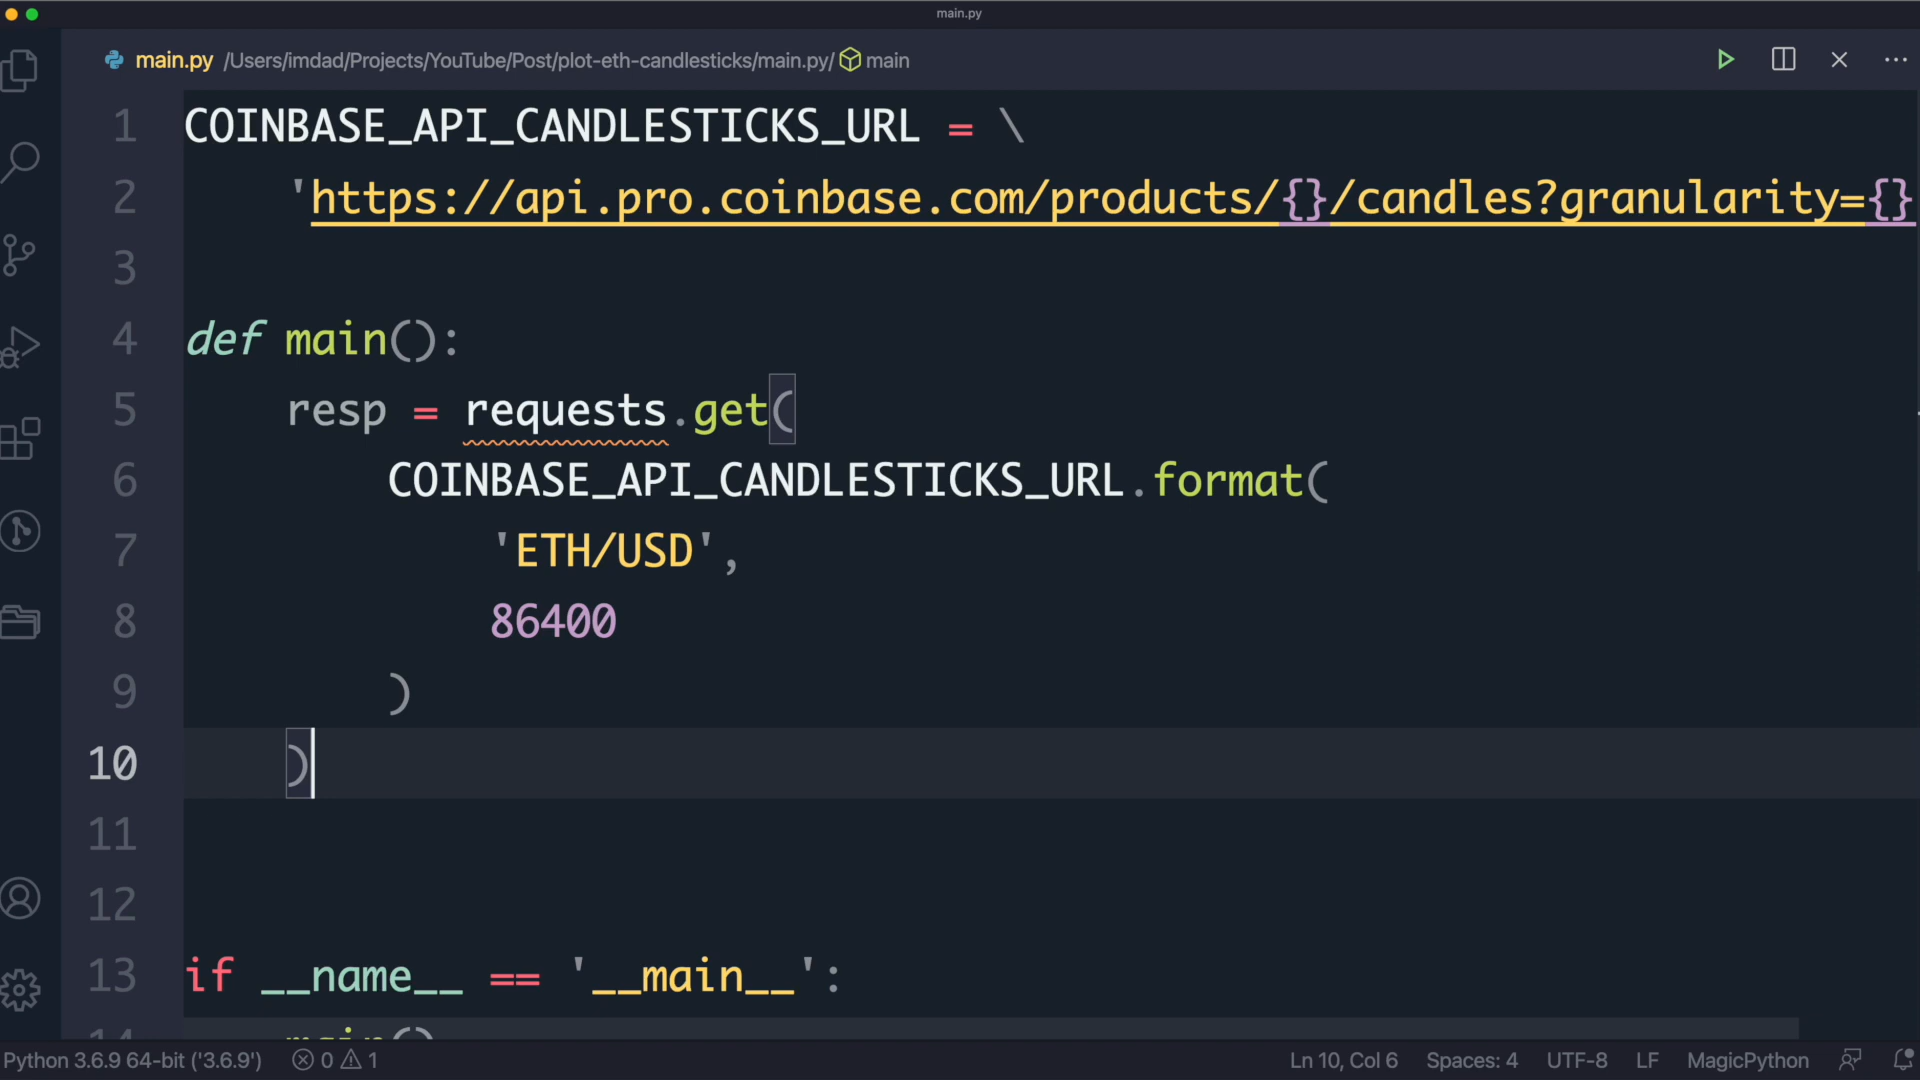 main.py
main.py /Users/imdad/Projects/YouTube/Post/plot-eth-candlesticks/main.py/ main
1 COINBASE_API_CANDLESTICKS_URL = \
2 'https://api.pro.coinbase.com/products/{}/candles?granularity={}
3
4 def main():
5 resp = requests.get(
6 COINBASE_API_CANDLESTICKS_URL.format(
7 'ETH/USD',
8 86400
9 )
10 )
11
12
13 if __name__ == '__main__':
14 main()
Python 3.6.9 64-bit ('3.6.9') 0 1 Ln 10, Col 6 Spaces: 4 UTF-8 LF MagicPython